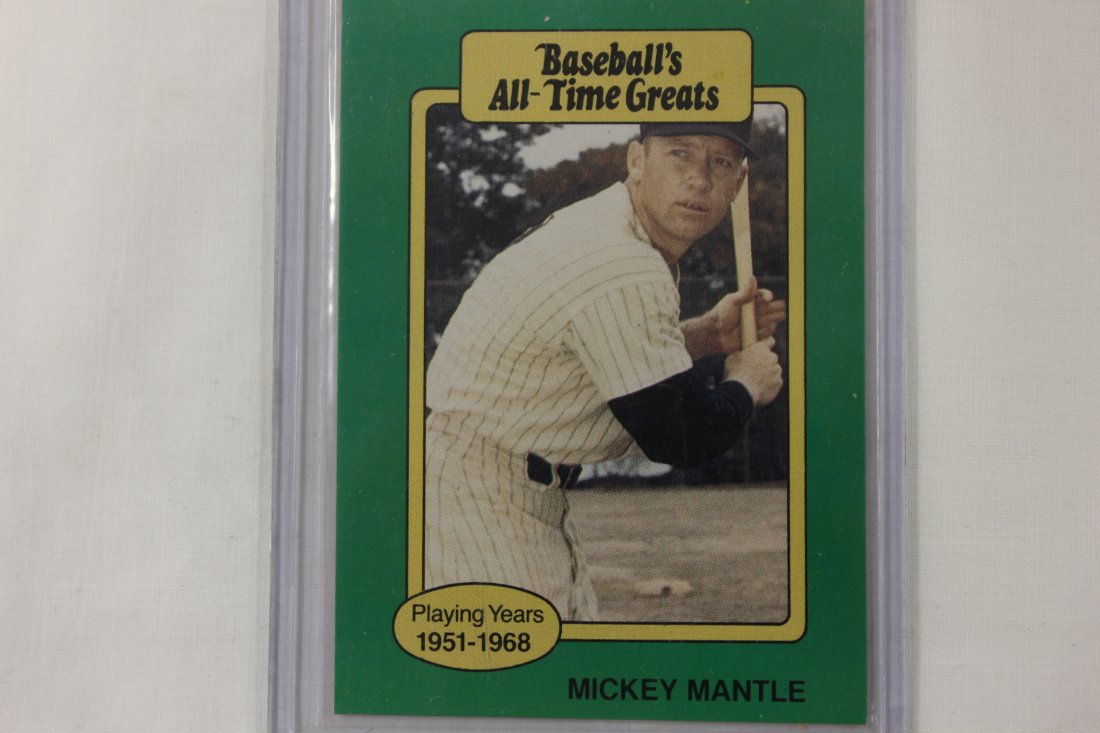 Baseball's
All-Time Greats
Playing Years
1951-1968
MICKEY MANTLE